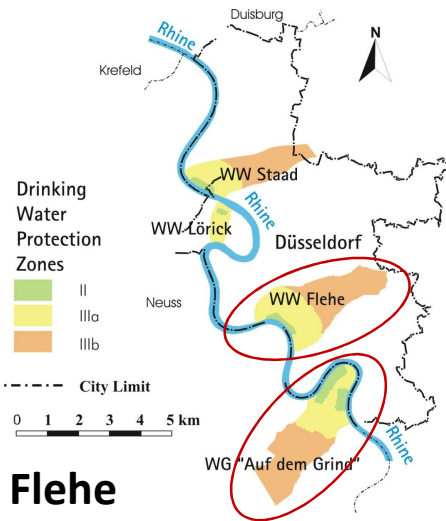 Duisburg
N
Rhine
Krefeld
WW Staad
Drinking
Water
Protection
Zones
WW Lörick
Rhine
Düsseldorf
II
Neuss
WW Flehe
IIIa
IIIb
City Limit
0 1 2 3 4 5 km
Rhine
WG "Auf dem Grind"
Flehe